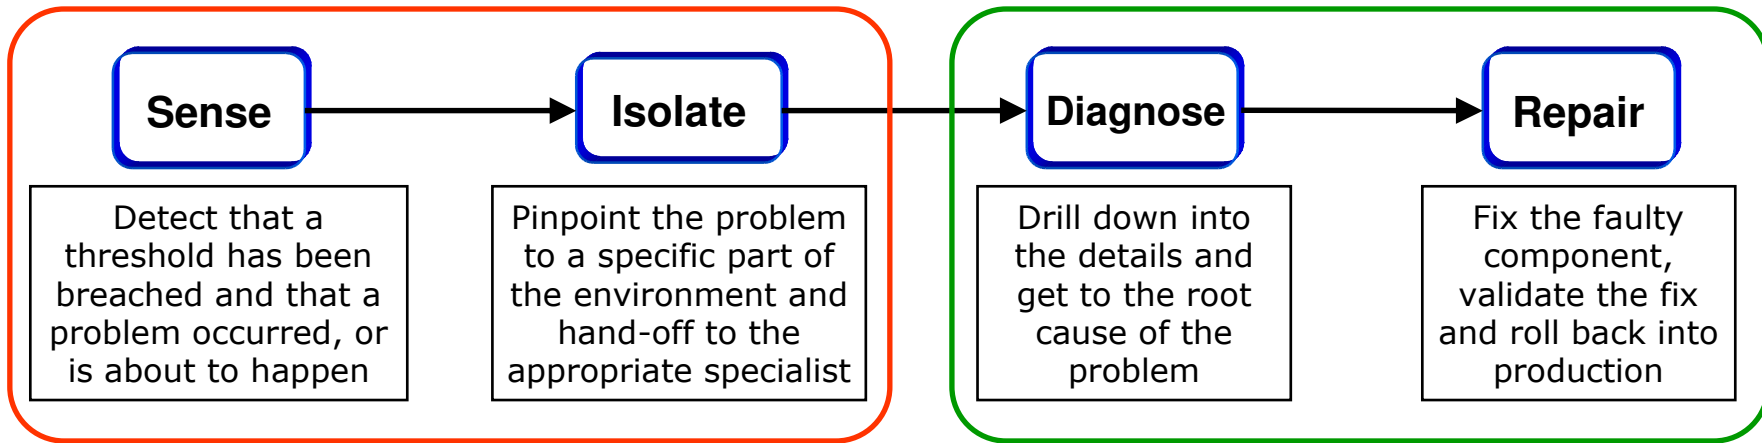 Sense
Isolate
Diagnose
Repair
Detect that a
threshold has been
breached and that a
problem occurred, or
is about to happen
Pinpoint the problem
to a specific part of
the environment and
hand-off to the
appropriate specialist
Drill down into
the details and
get to the root
cause of the
problem
Fix the faulty
component,
validate the fix
and roll back into
production